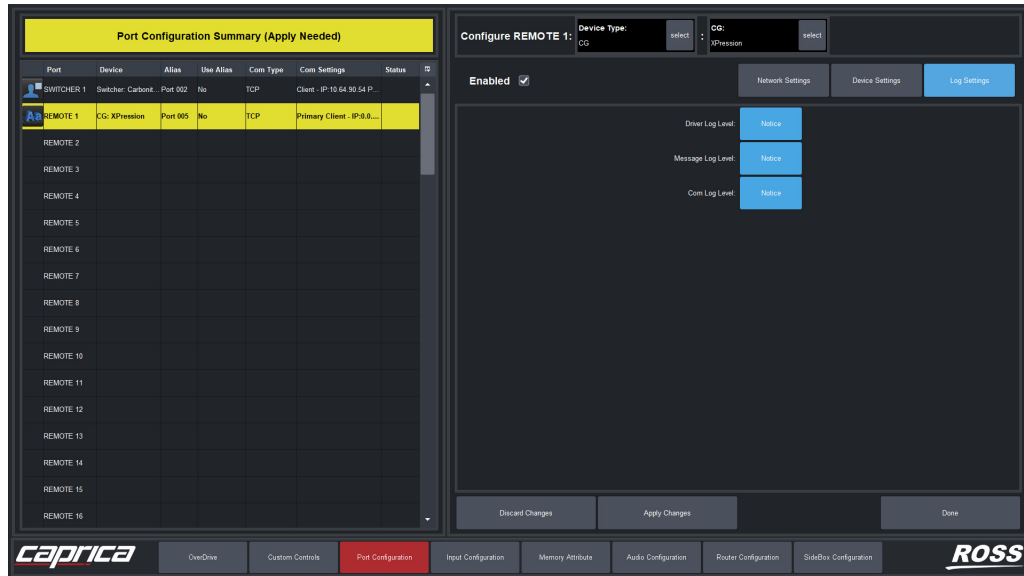 Port Configuration Summary (Apply Needed)
Port Device Alias Use Alias Com Type Com Settings Status
SWITCHER 1 Switcher: Carbonit... Port 002 No TCP Client - IP:10.64.90.54 P...
Aa REMOTE 1 CG: XPression Port 005 No TCP Primary Client - IP:0.0....
REMOTE 2
REMOTE 3
REMOTE 4
REMOTE 5
REMOTE 6
REMOTE 7
REMOTE 8
REMOTE 9
REMOTE 10
REMOTE 11
REMOTE 12
REMOTE 13
REMOTE 14
REMOTE 15
REMOTE 16
Configure REMOTE 1: Device Type: CG select : CG: XPression select
Enabled Network Settings Device Settings Log Settings
Driver Log Level: Notice
Message Log Level: Notice
Com Log Level: Notice
Discard Changes Apply Changes Done
caprica OverDrive Custom Controls Port Configuration Input Configuration Memory Attribute Audio Configuration Router Configuration SideBox Configuration ROSS